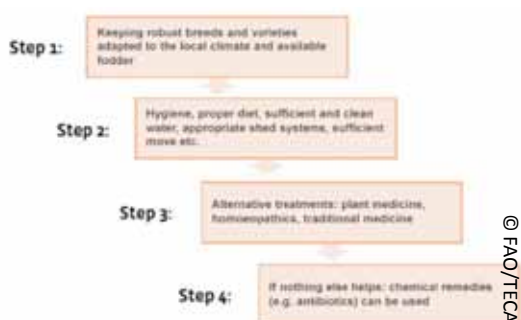 Step 1:
Keeping robust breeds and varieties
adapted to the local climate and available
fodder
Step 2:
Hygiene, proper diet, sufficient and clean
water, appropriate shed systems, sufficient
move etc.
Step 3:
Alternative treatments: plant medicine,
homoeopathics, traditional medicine
Step 4:
If nothing else helps: chemical remedies
(e.g. antibiotics) can be used
© FAO/TECA